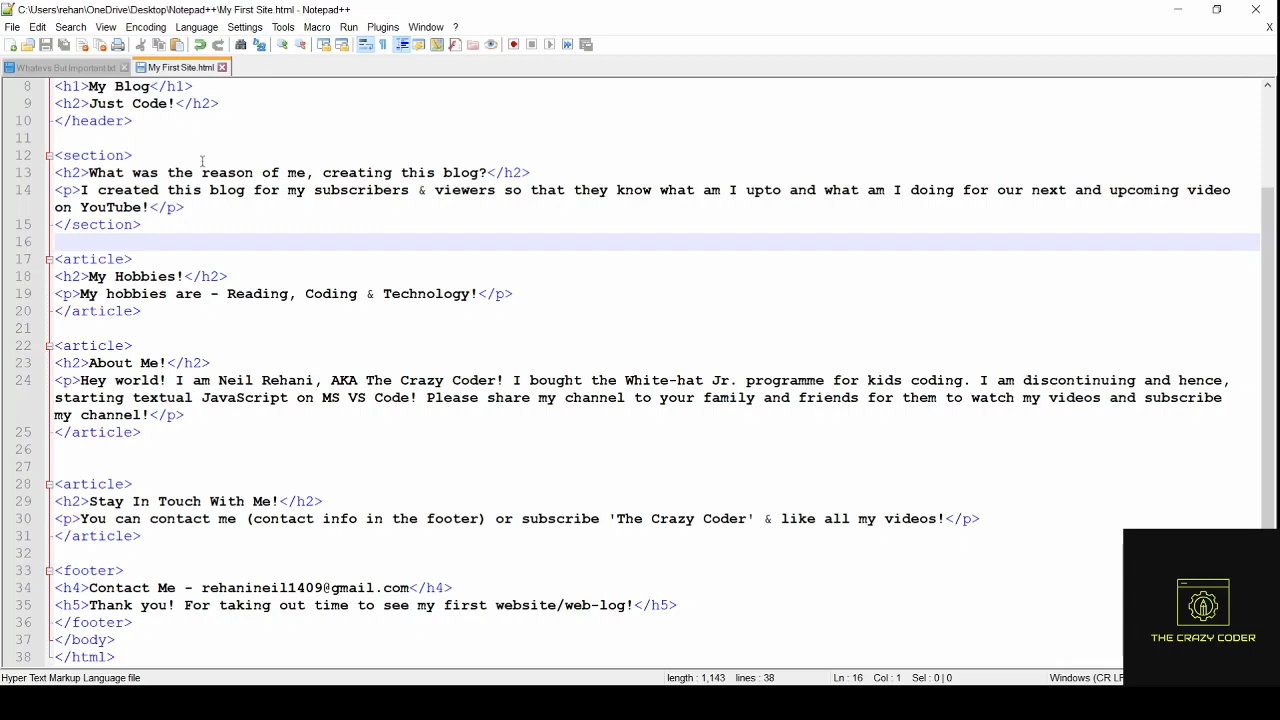 C:\Users\rehan\OneDrive\Desktop\Notepad++\My First Site.html - Notepad++
File Edit Search View Encoding Language Settings Tools Macro Run Plugins Window ? X
Whatevs But Important.txt My First Site.html
8 <h1>My Blog</h1>
9 <h2>Just Code!</h2>
10 </header>
11
12 <section>
13 <h2>What was the reason of me, creating this blog?</h2>
14 <p>I created this blog for my subscribers & viewers so that they know what am I upto and what am I doing for our next and upcoming video
on YouTube!</p>
15 </section>
16
17 <article>
18 <h2>My Hobbies!</h2>
19 <p>My hobbies are - Reading, Coding & Technology!</p>
20 </article>
21
22 <article>
23 <h2>About Me!</h2>
24 <p>Hey world! I am Neil Rehani, AKA The Crazy Coder! I bought the White-hat Jr. programme for kids coding. I am discontinuing and hence,
starting textual JavaScript on MS VS Code! Please share my channel to your family and friends for them to watch my videos and subscribe
my channel!</p>
25 </article>
26
27
28 <article>
29 <h2>Stay In Touch With Me!</h2>
30 <p>You can contact me (contact info in the footer) or subscribe 'The Crazy Coder' & like all my videos!</p>
31 </article>
32
33 <footer>
34 <h4>Contact Me - rehanineil1409@gmail.com</h4>
35 <h5>Thank you! For taking out time to see my first website/web-log!</h5>
36 </footer>
37 </body>
38 </html>
THE CRAZY CODER
Hyper Text Markup Language file length : 1,143 lines : 38 Ln : 16 Col : 1 Sel : 0 | 0 Windows (CR LF